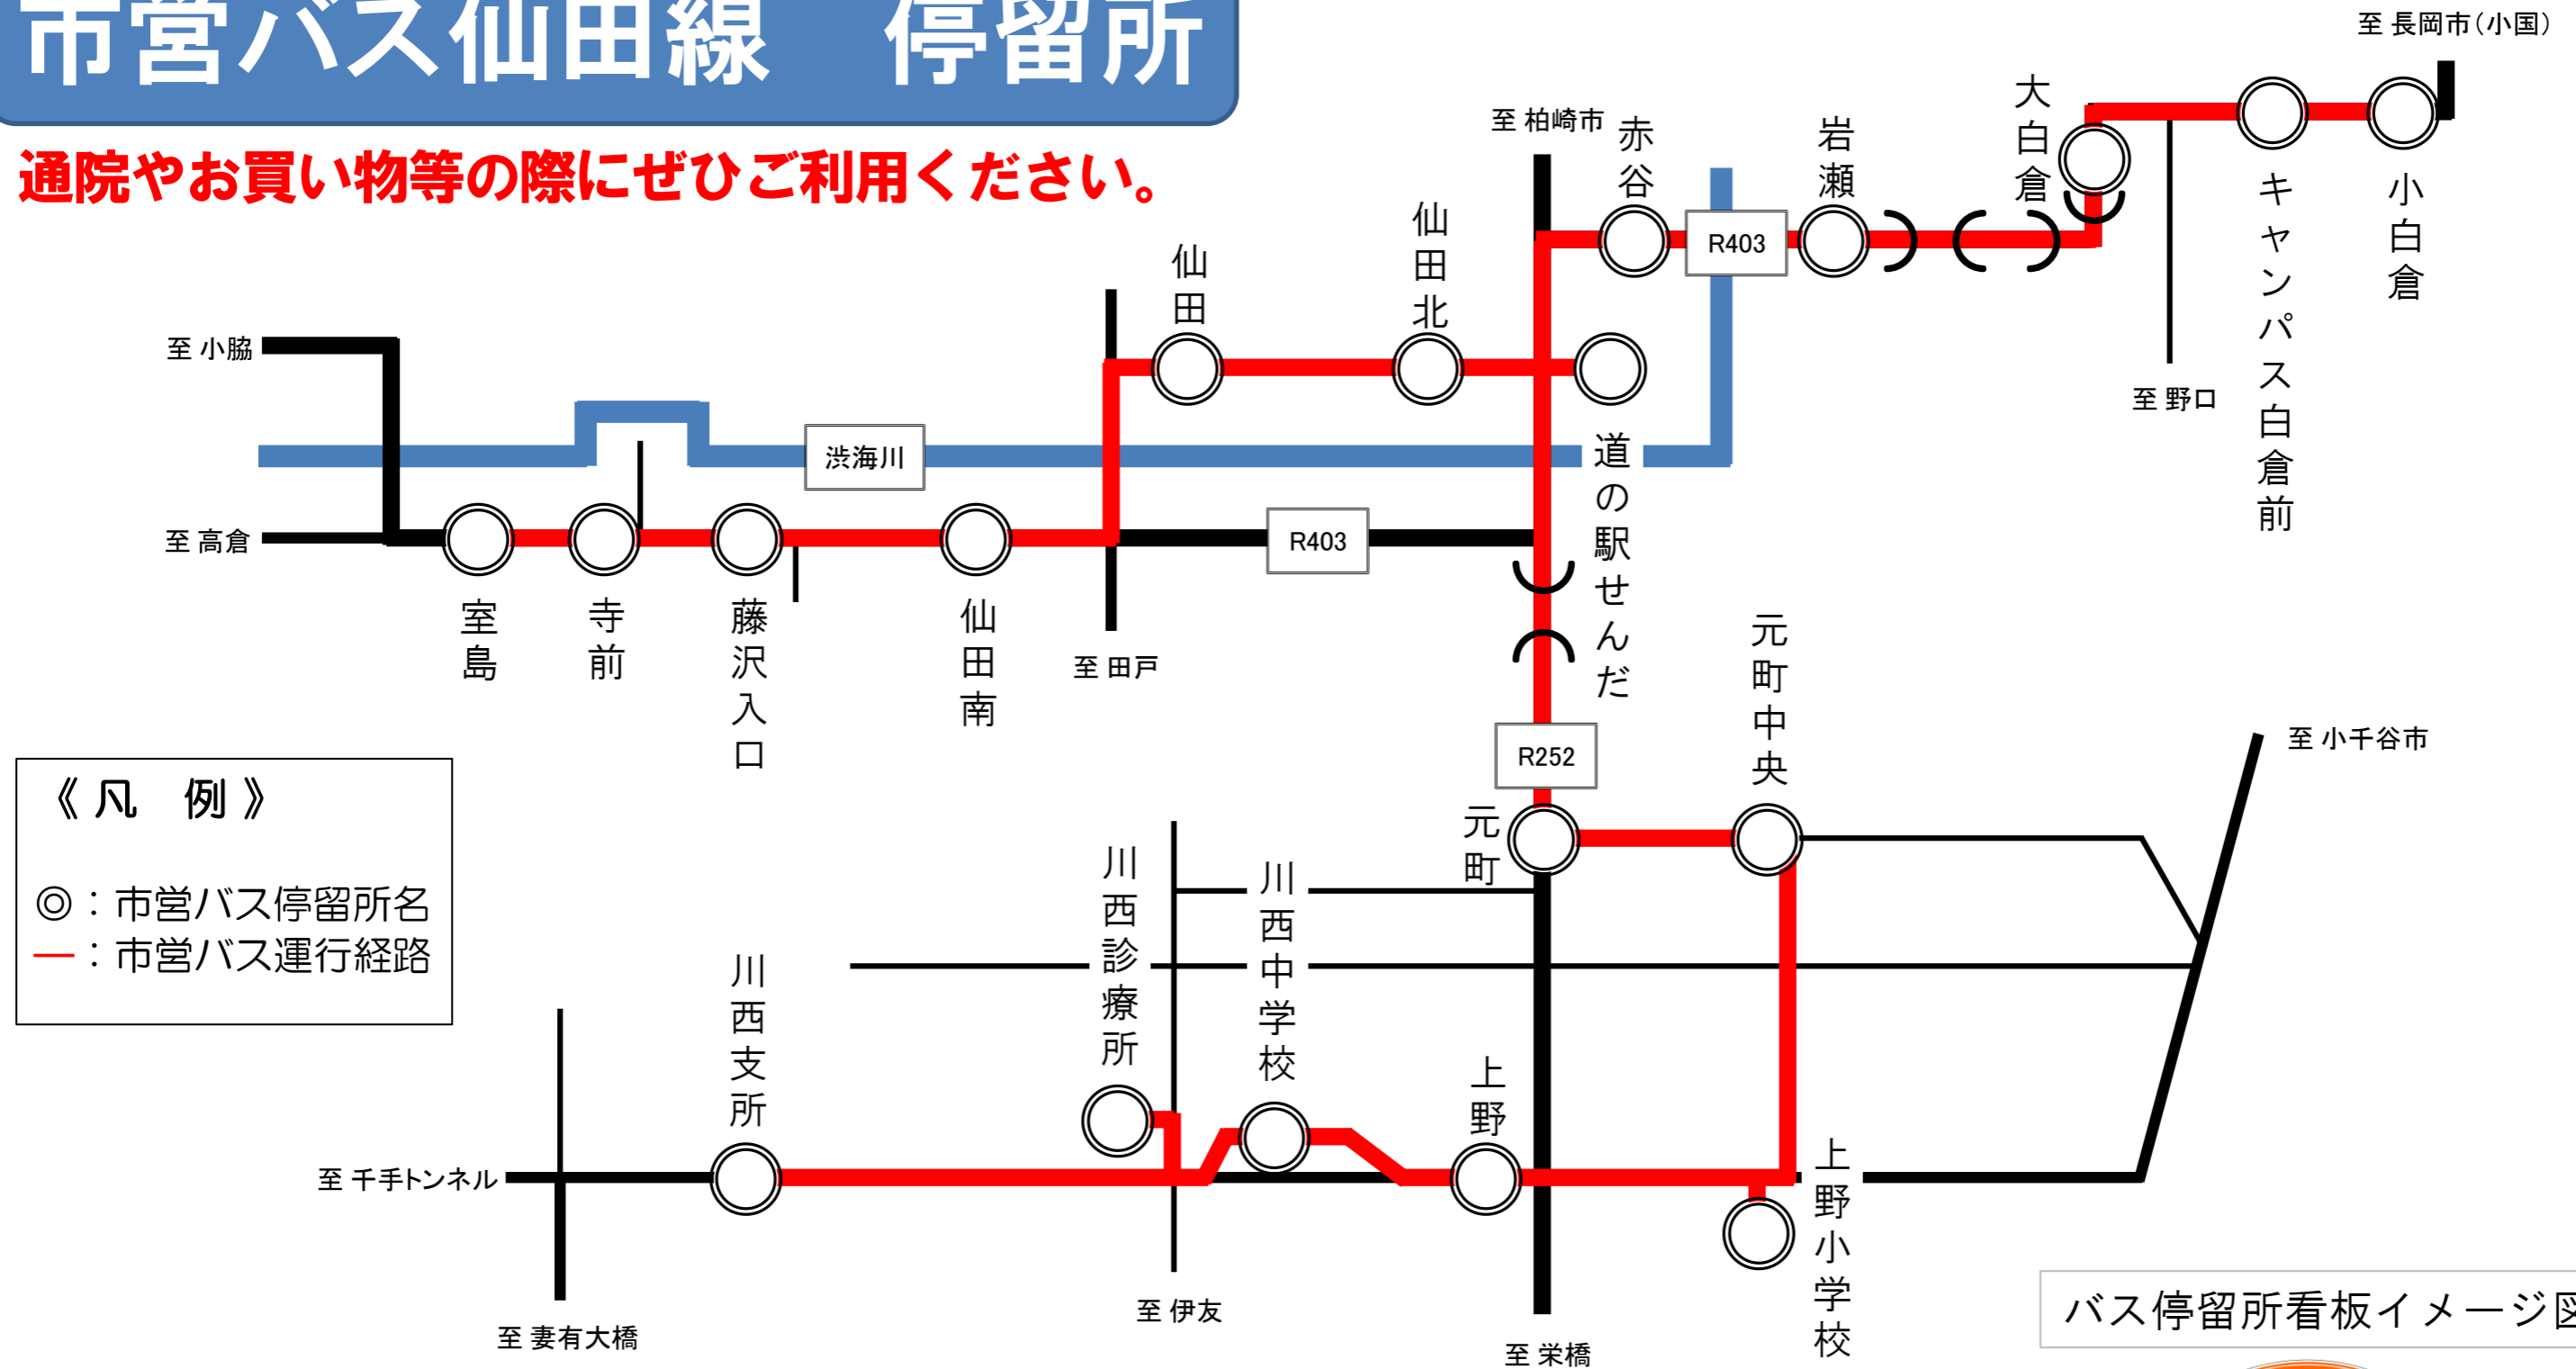 市営バス仙田線　停留所
通院やお買い物等の際にぜひご利用ください。
至 長岡市（小国）
至 柏崎市
赤谷
岩瀬
大白倉
キャンパス白倉前
小白倉
R403
仙田
仙田北
至 小脇
至 野口
渋海川
道の駅せんだ
至 高倉
R403
室島
寺前
藤沢入口
仙田南
至 田戸
元町中央
R252
至 小千谷市
《 凡　例 》
◎：市営バス停留所名
―：市営バス運行経路
元町
川西診療所
川西中学校
川西支所
上野
上野小学校
至 千手トンネル
至 妻有大橋
至 伊友
至 栄橋
バス停留所看板イメージ図